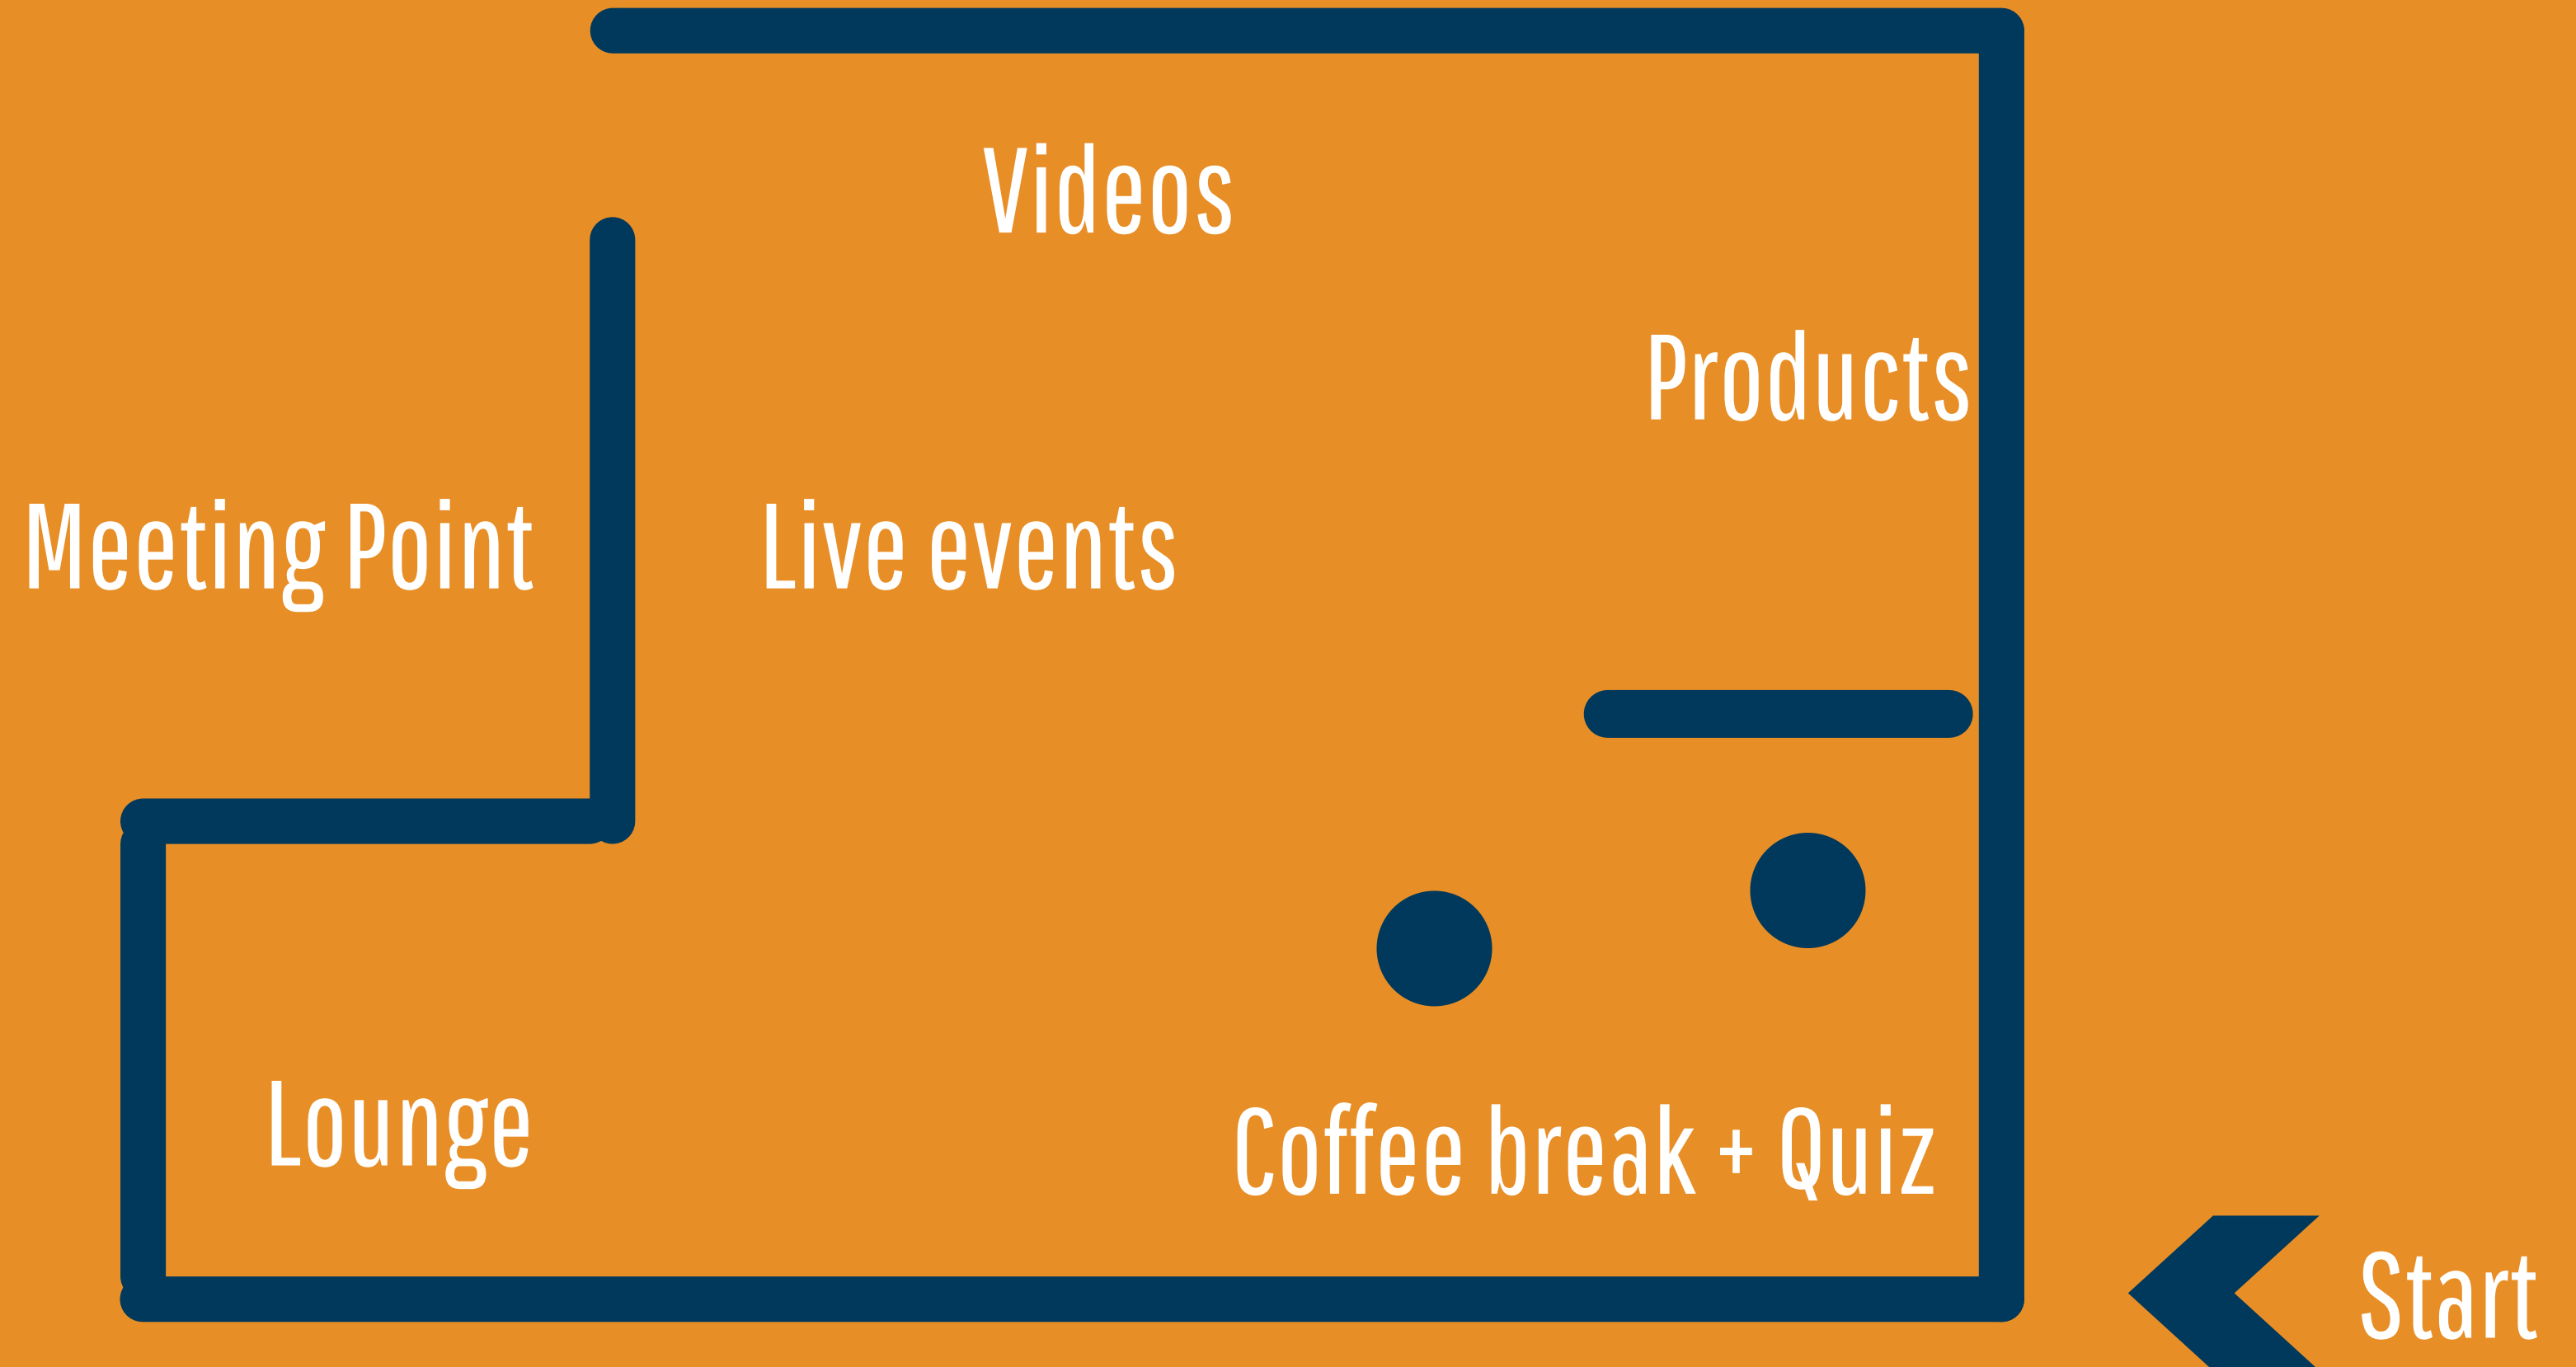 Videos
Products
Meeting Point
Live events
Lounge
Coffee break + Quiz
Start